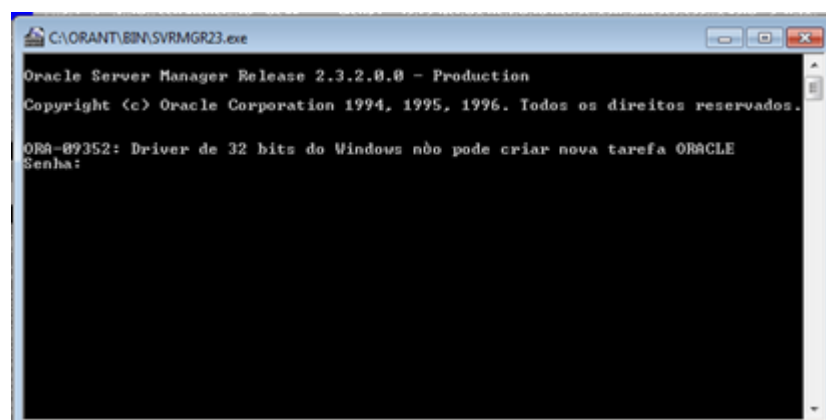 C:\ORANT\BIN\SVRMGR23.exe
Oracle Server Manager Release 2.3.2.0.0 - Production
Copyright (c) Oracle Corporation 1994, 1995, 1996. Todos os direitos reservados.
ORA-09352: Driver de 32 bits do Windows nòo pode criar nova tarefa ORACLE
Senha: